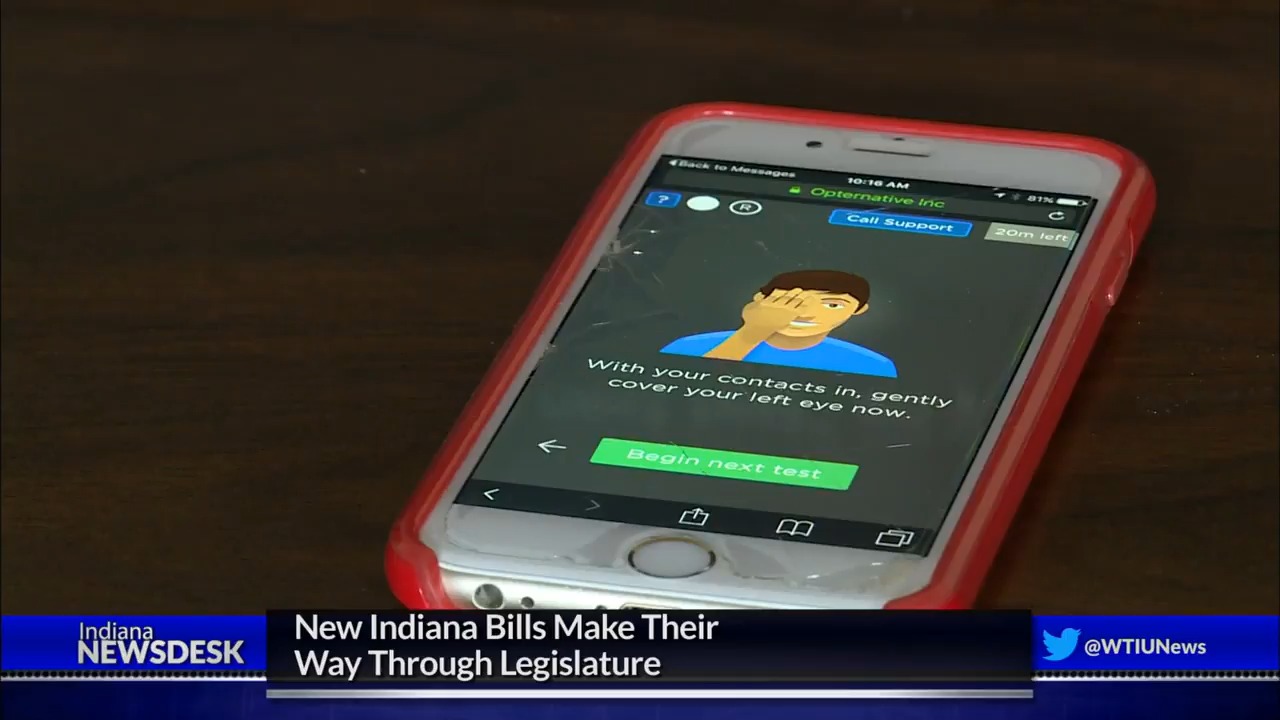 Back to Messages
10:16 AM
81%
Opternative Inc
?
R
Call Support
20m left
With your contacts in, gently
cover your left eye now.
Begin next test
Indiana
NEWSDESK
New Indiana Bills Make Their
Way Through Legislature
@WTIUNews